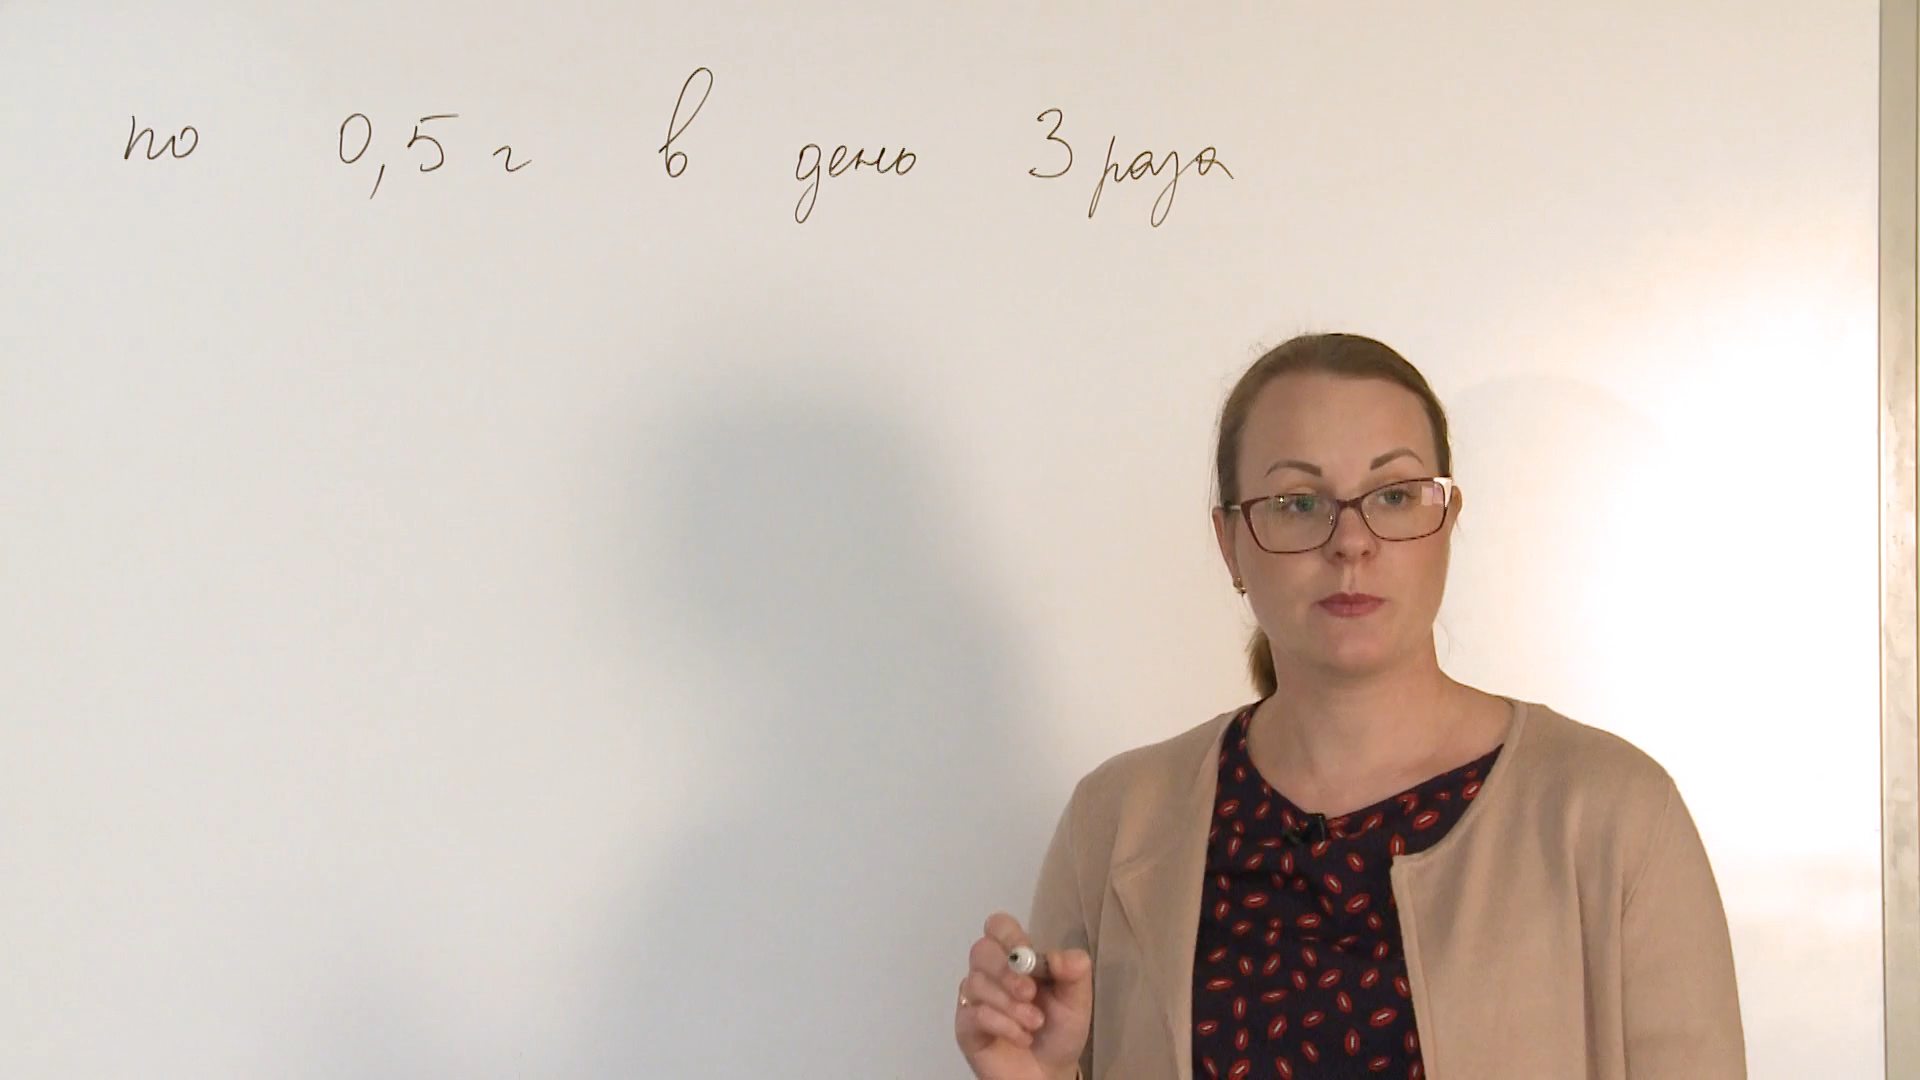 по 0,5 г в день 3 раза